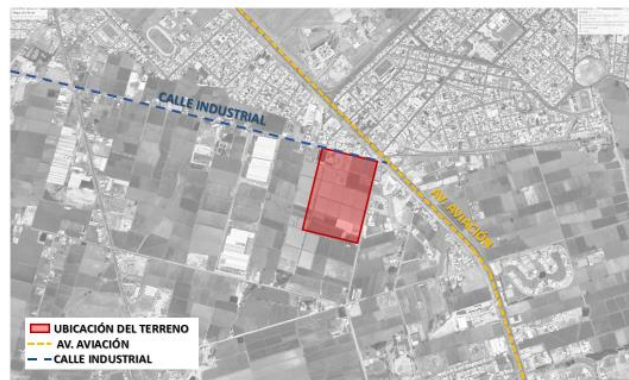 CALLE INDUSTRIAL
AV AVIACIÓN
UBICACIÓN DEL TERRENO
AV. AVIACIÓN
CALLE INDUSTRIAL